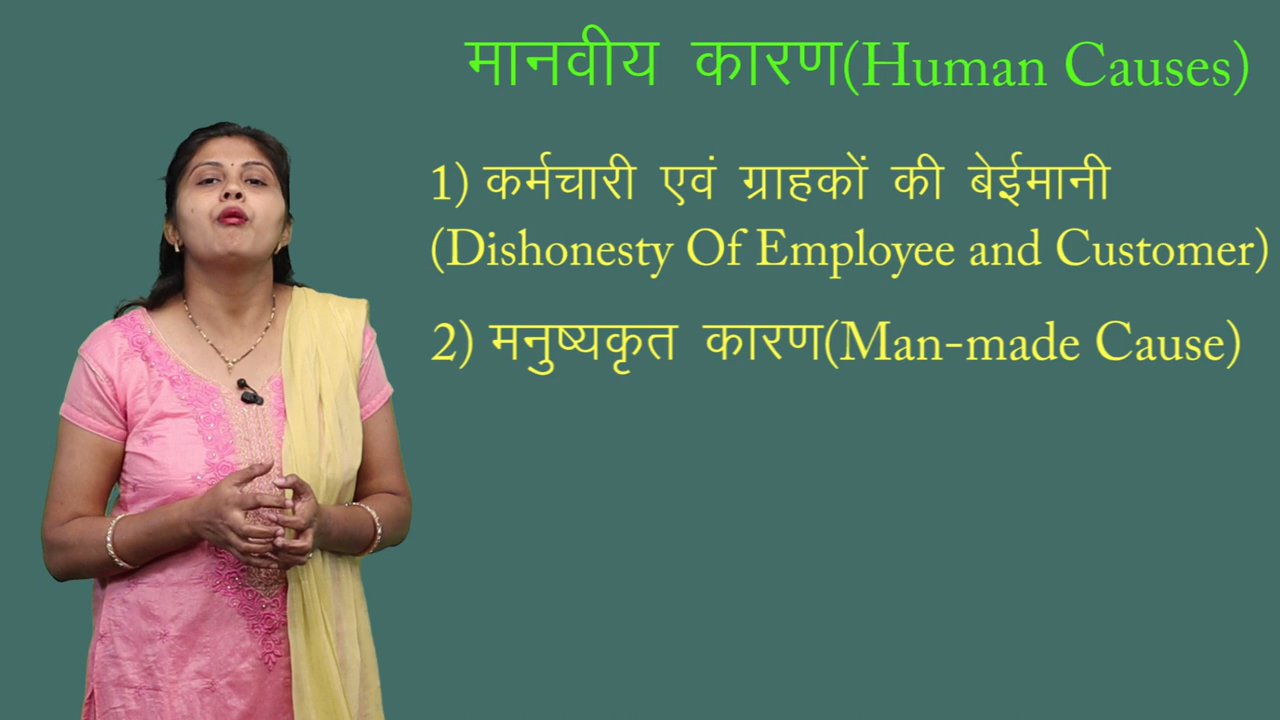 मानवीय कारण(Human Causes)
1) कर्मचारी एवं ग्राहकों की बेईमानी
(Dishonesty Of Employee and Customer)
2) मनुष्यकृत कारण(Man-made Cause)